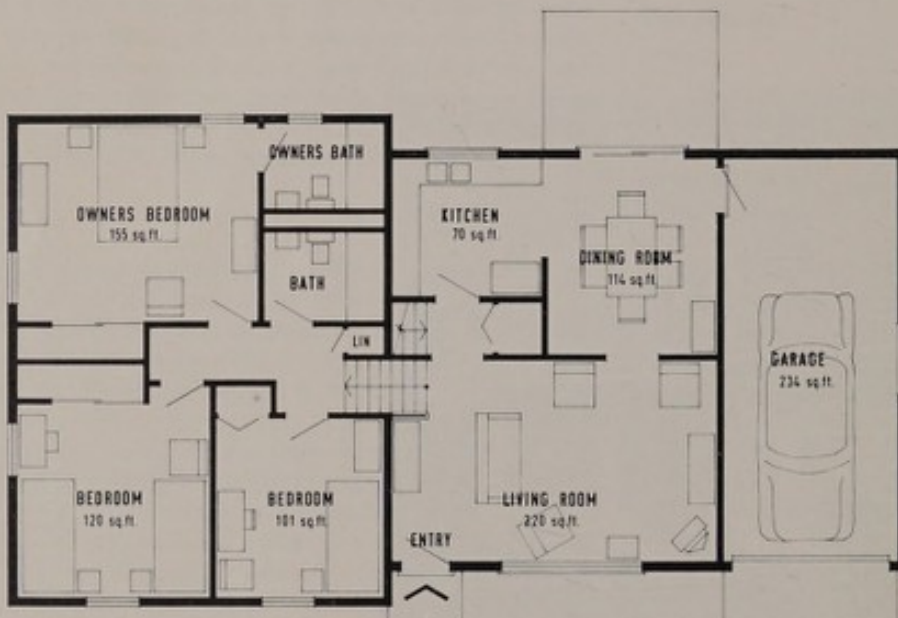 OWNERS BATH
OWNERS BEDROOM
155 sq.ft.
KITCHEN
70 sq.ft.
BATH
DINING ROOM
114 sq.ft.
LIN
GARAGE
234 sq.ft.
BEDROOM
120 sq.ft.
BEDROOM
101 sq.ft.
LIVING ROOM
220 sq.ft.
ENTRY